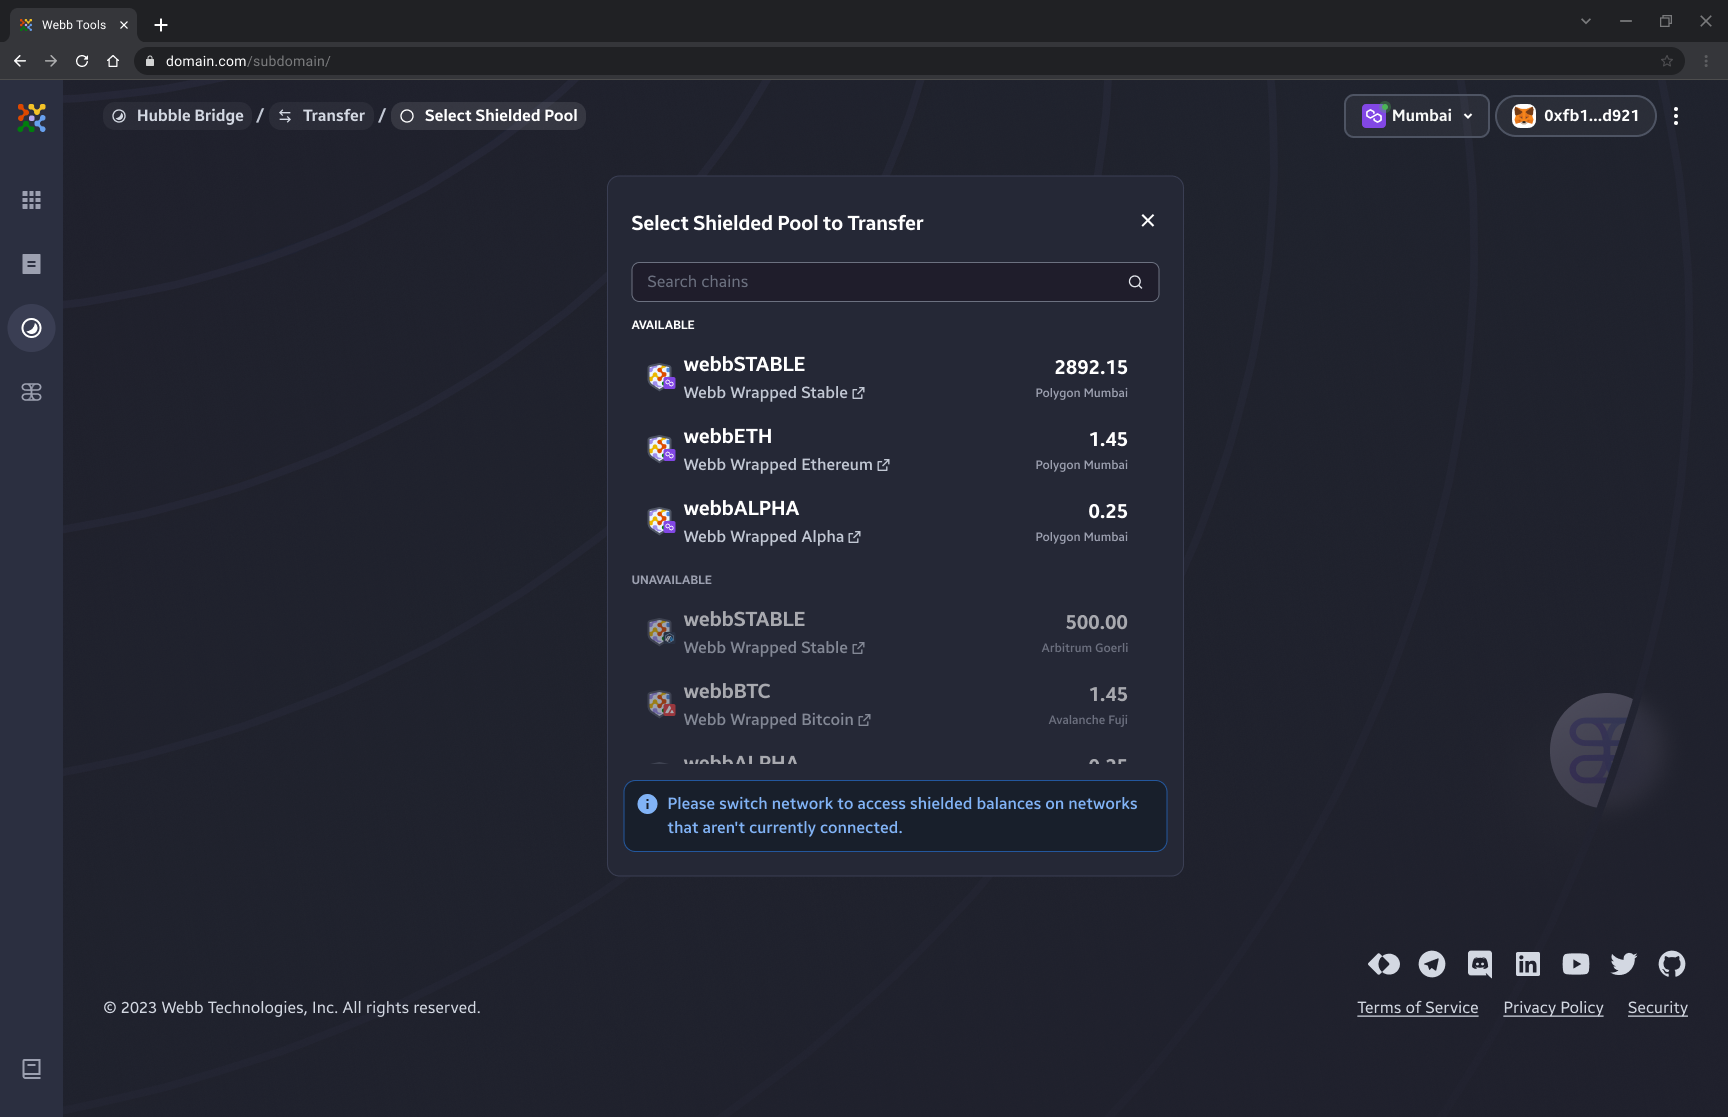 Webb Tools
domain.com/subdomain/
Hubble Bridge / Transfer / Select Shielded Pool
Mumbai
0xfb1...d921
Select Shielded Pool to Transfer
Search chains
AVAILABLE
webbSTABLE
2892.15
Webb Wrapped Stable
Polygon Mumbai
webbETH
1.45
Webb Wrapped Ethereum
Polygon Mumbai
webbALPHA
0.25
Webb Wrapped Alpha
Polygon Mumbai
UNAVAILABLE
webbSTABLE
500.00
Webb Wrapped Stable
Arbitrum Goerli
webbBTC
1.45
Webb Wrapped Bitcoin
Avalanche Fuji
webbALPHA
0.25
Please switch network to access shielded balances on networks
that aren't currently connected.
© 2023 Webb Technologies, Inc. All rights reserved.
Terms of Service
Privacy Policy
Security